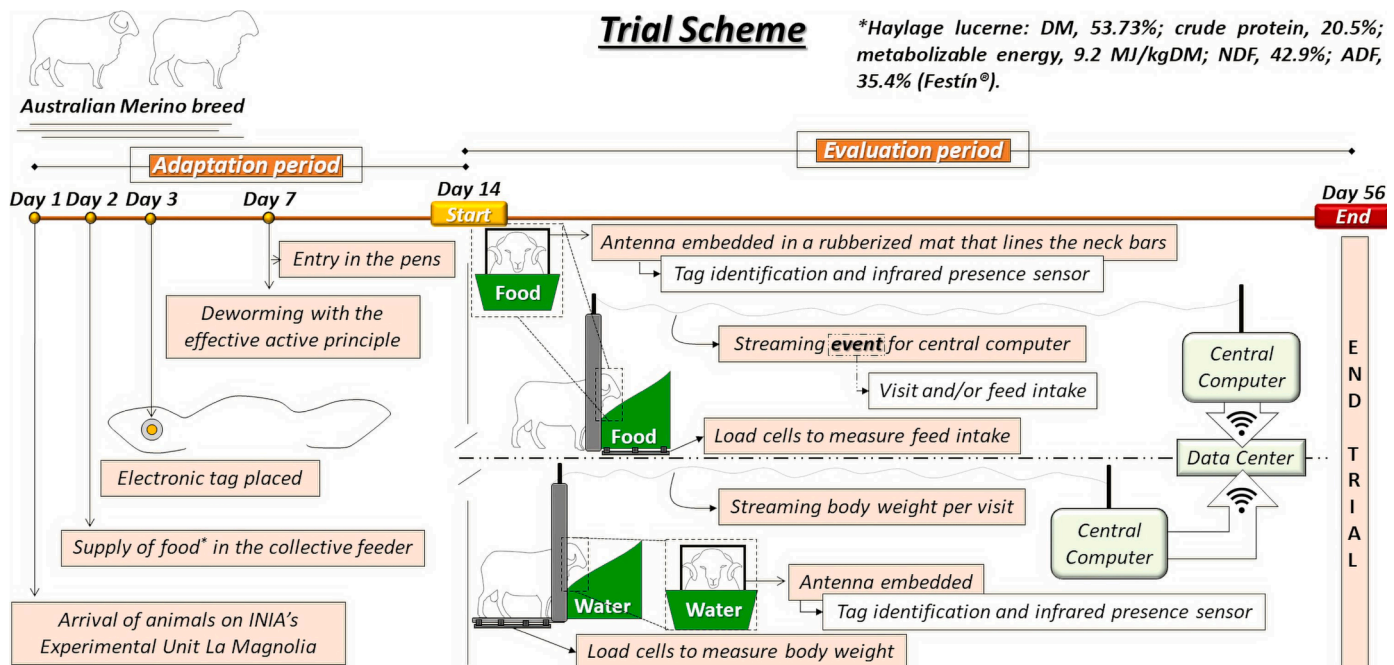 Trial Scheme
*Haylage lucerne: DM, 53.73%; crude protein, 20.5%;
metabolizable energy, 9.2 MJ/kgDM; NDF, 42.9%; ADF,
35.4% (Festín®).
Australian Merino breed
Adaptation period
Evaluation period
Day 1
Day 2
Day 3
Day 7
Day 14
Day 56
Start
End
Entry in the pens
Deworming with the
effective active principle
Electronic tag placed
Supply of food* in the collective feeder
Arrival of animals on INIA's
Experimental Unit La Magnolia
Food
Antenna embedded in a rubberized mat that lines the neck bars
Tag identification and infrared presence sensor
Streaming event for central computer
Visit and/or feed intake
Food
Load cells to measure feed intake
Central
Computer
Data Center
Streaming body weight per visit
Central
Computer
Water
Water
Antenna embedded
Tag identification and infrared presence sensor
Load cells to measure body weight
END TRIAL